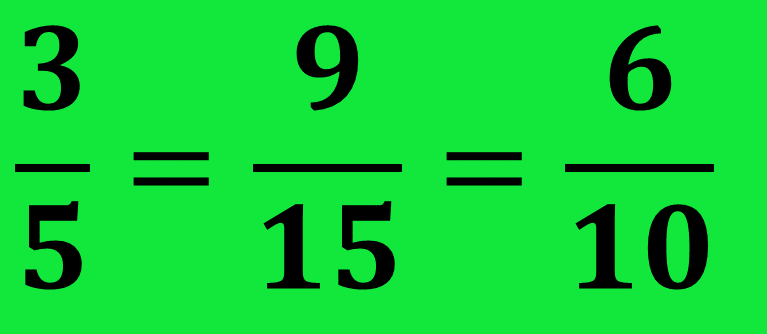 3/5 = 9/15 = 6/10